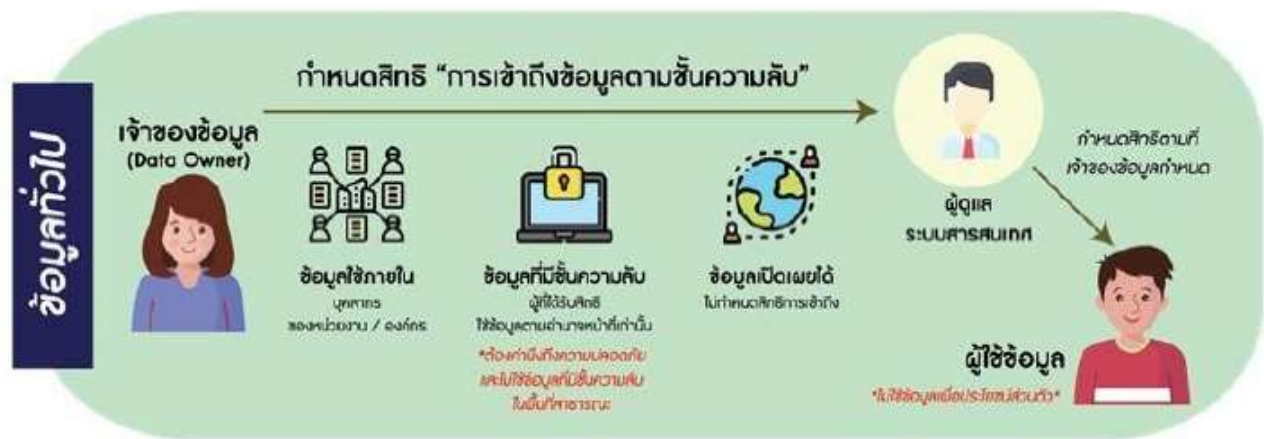 ข้อมูลทั่วไป
กำหนดสิทธิ “การเข้าถึงข้อมูลตามชั้นความลับ”
เจ้าของข้อมูล
(Data Owner)
ข้อมูลใช้ภายใน
บุคลากร
ของหน่วยงาน / องค์กร
ข้อมูลที่มีชั้นความลับ
ผู้ที่ได้รับสิทธิ
ใช้ข้อมูลตามอำนาจหน้าที่เท่านั้น
*ต้องคำนึงถึงความปลอดภัย
และไม่ใช้ข้อมูลที่มีชั้นความลับ
ในพื้นที่สาธารณะ
ข้อมูลเปิดเผยได้
ไม่กำหนดสิทธิการเข้าถึง
ผู้ดูแล
ระบบสารสนเทศ
กำหนดสิทธิตามที่
เจ้าของข้อมูลกำหนด
ผู้ใช้ข้อมูล
*ไม่ใช้ข้อมูลเพื่อประโยชน์ส่วนตัว*